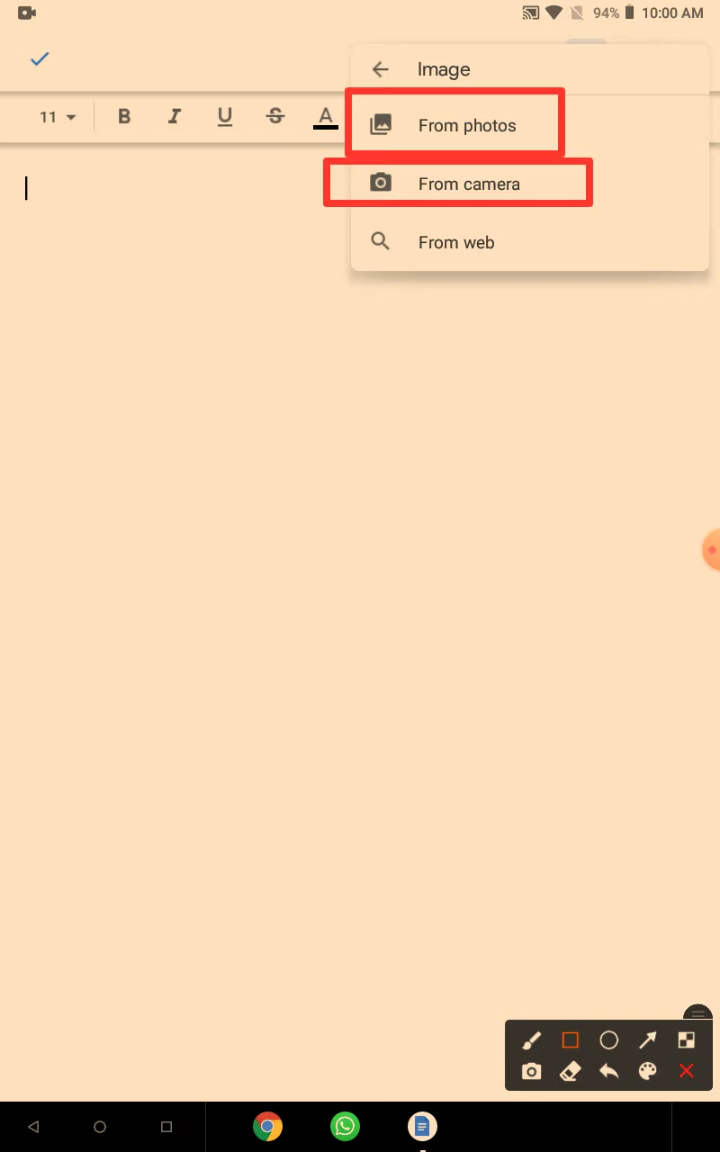 94% 10:00 AM
Image
11 B I U S A
From photos
From camera
From web